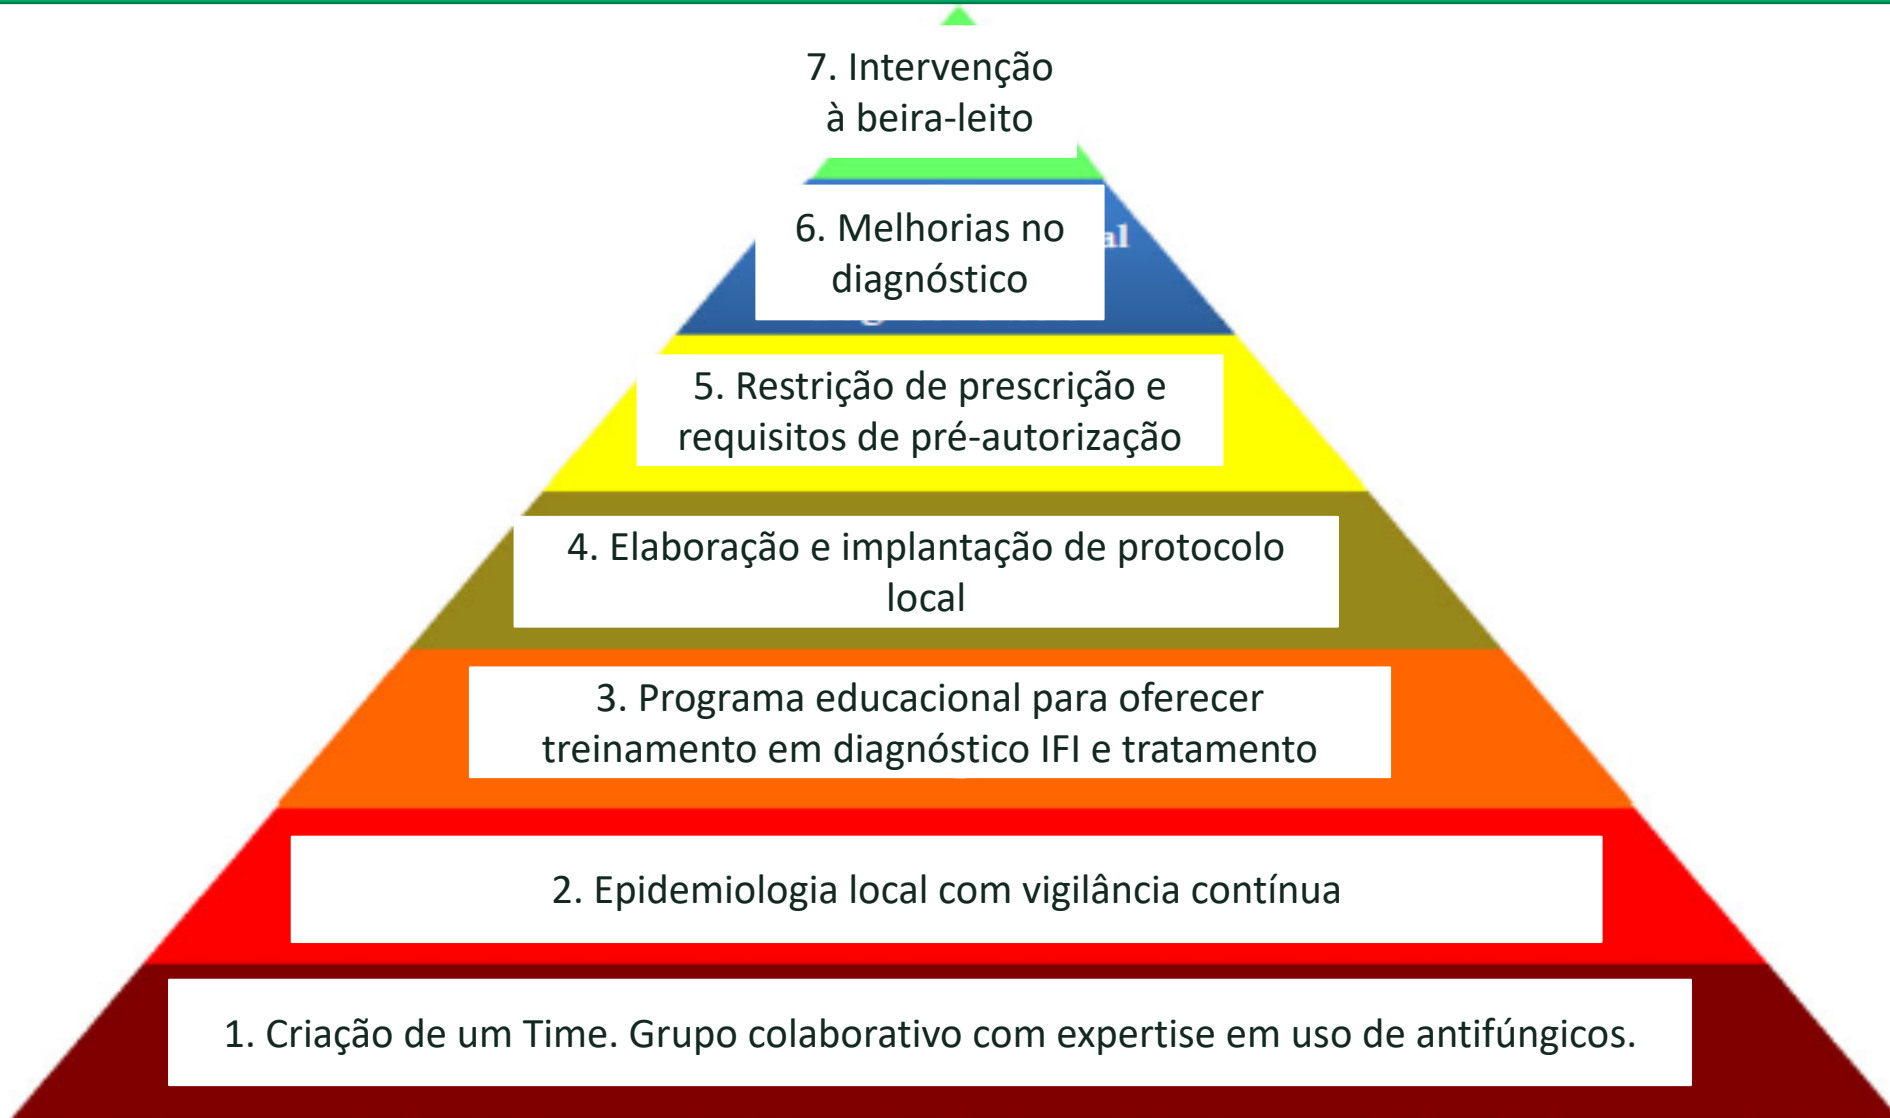 7. Intervenção
à beira-leito
6. Melhorias no
diagnóstico
al
5. Restrição de prescrição e
requisitos de pré-autorização
4. Elaboração e implantação de protocolo
local
3. Programa educacional para oferecer
treinamento em diagnóstico IFI e tratamento
2. Epidemiologia local com vigilância contínua
1. Criação de um Time. Grupo colaborativo com expertise em uso de antifúngicos.